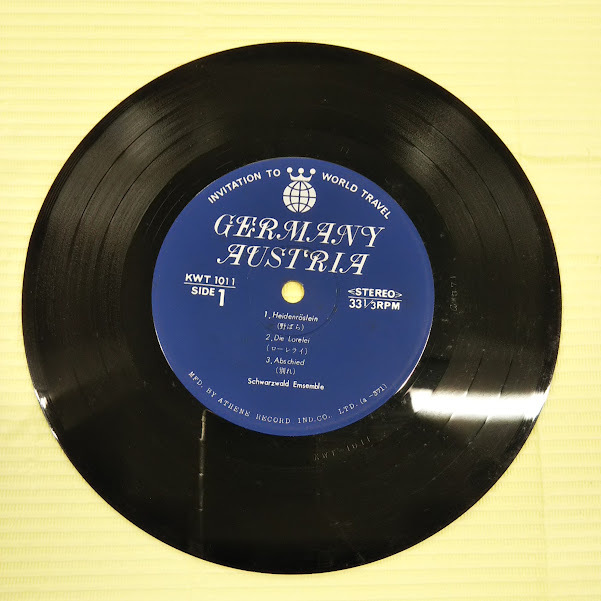 INVITATION TO WORLD TRAVEL
GERMANY
AUSTRIA
KWT 1011
SIDE 1
<STEREO>
33 1/3 RPM
1. Heidenröslein
(野ばら)
2. Die Lorelei
(ローレライ)
3. Abschied
(別れ)
Schwarzwald Emsemble
MFD. BY ATHENE RECORD IND. CO., LTD. (a -371)